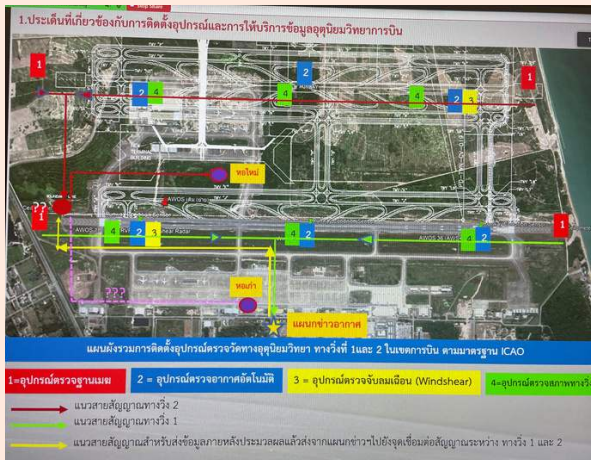 Stop Share
1.ประเด็นที่เกี่ยวข้องกับการติดตั้งอุปกรณ์และการให้บริการข้อมูลอุตุนิยมวิทยาการบิน
1
2
1
2
4
4
4
2
3
หอใหม่
??
1
1
4
2
3
4
2
4
2
???
หอเก่า
แผนกข่าวอากาศ
แผนผังรวมการติดตั้งอุปกรณ์ตรวจวัดทางอุตุนิยมวิทยา ทางวิ่งที่ 1และ 2 ในเขตการบิน ตามมาตรฐาน ICAO
1=อุปกรณ์ตรวจฐานเมฆ
2 = อุปกรณ์ตรวจอากาศอัตโนมัติ
3 = อุปกรณ์ตรวจจับลมเฉือน (Windshear)
4=อุปกรณ์ตรวจสภาพทางวิ่ง
แนวสายสัญญาณทางวิ่ง 2
แนวสายสัญญาณทางวิ่ง 1
แนวสายสัญญาณสำหรับส่งข้อมูลภายหลังประมวลผลแล้วส่งจากแผนกข่าวฯไปยังจุดเชื่อมต่อสัญญาณระหว่าง ทางวิ่ง 1 และ 2